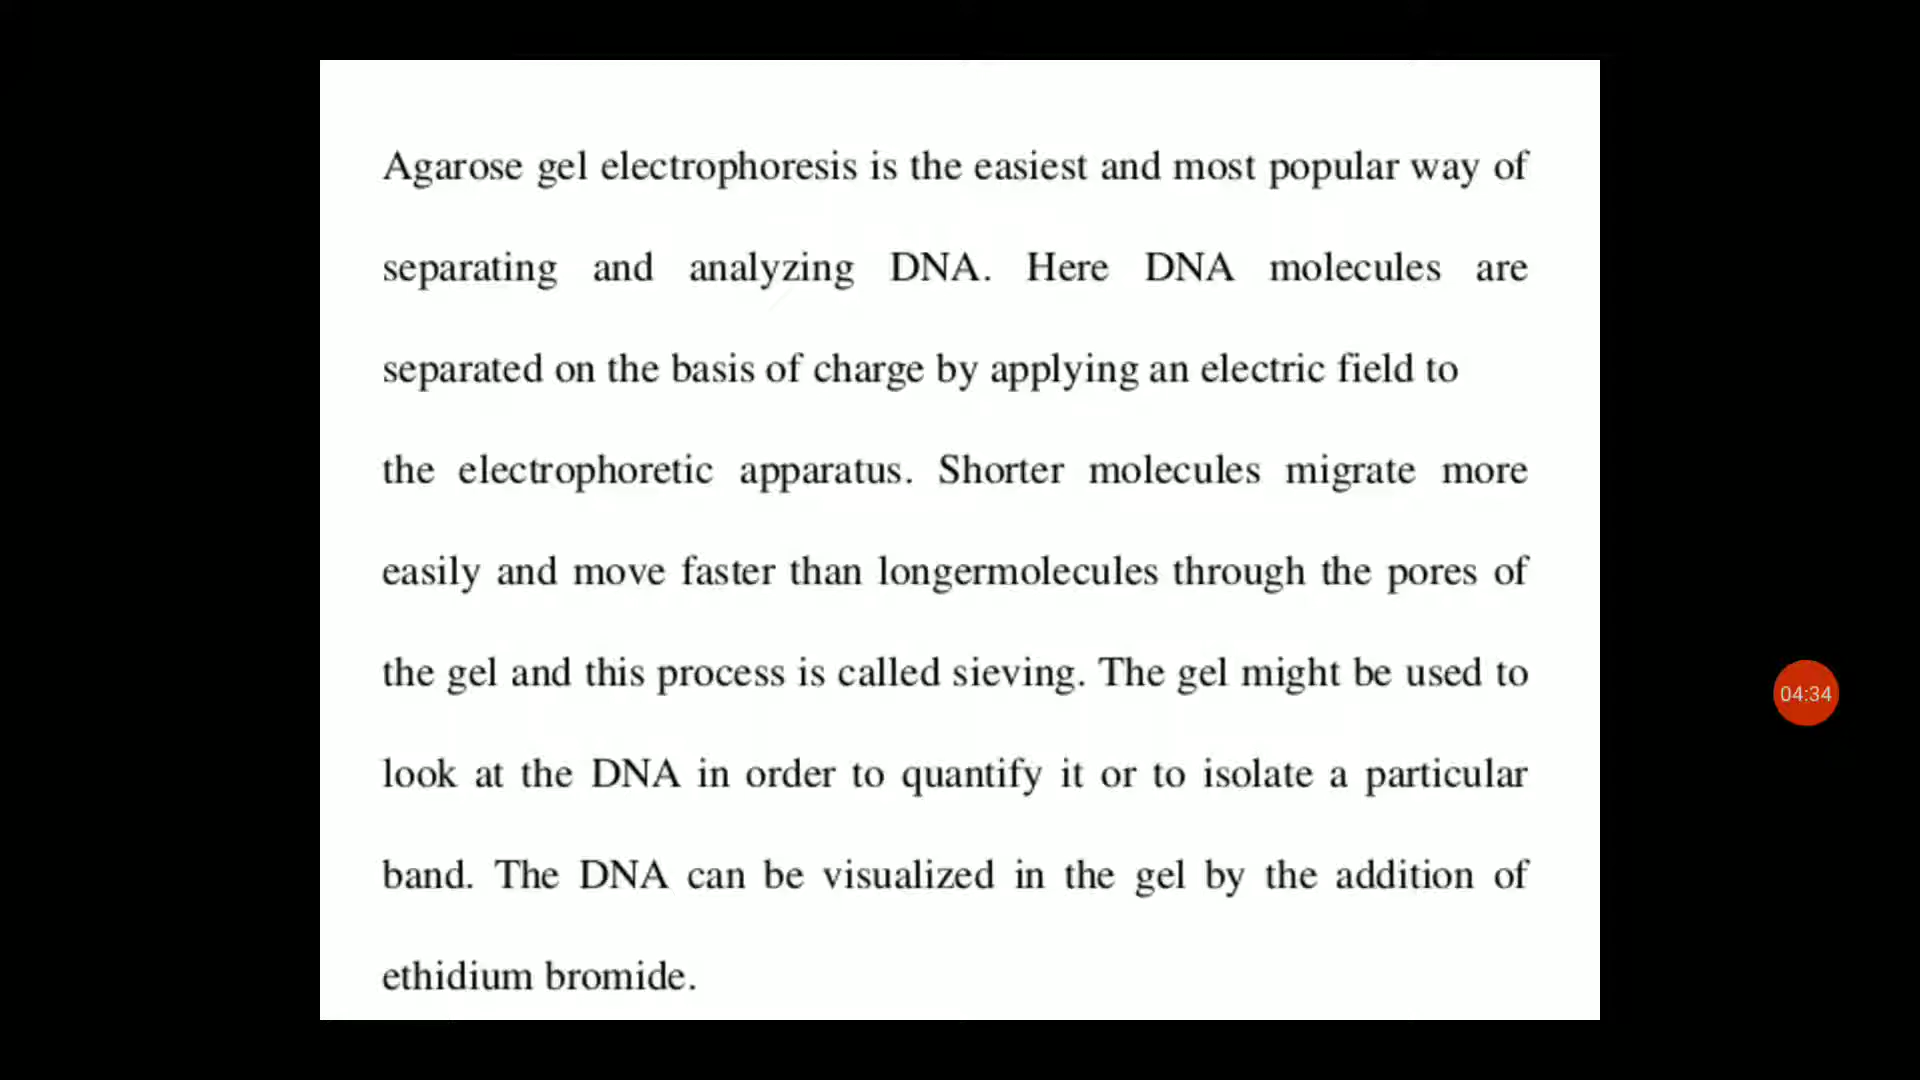 Agarose gel electrophoresis is the easiest and most popular way of
separating and analyzing DNA. Here DNA molecules are
separated on the basis of charge by applying an electric field to
the electrophoretic apparatus. Shorter molecules migrate more
easily and move faster than longermolecules through the pores of
the gel and this process is called sieving. The gel might be used to
look at the DNA in order to quantify it or to isolate a particular
band. The DNA can be visualized in the gel by the addition of
ethidium bromide.
04:34